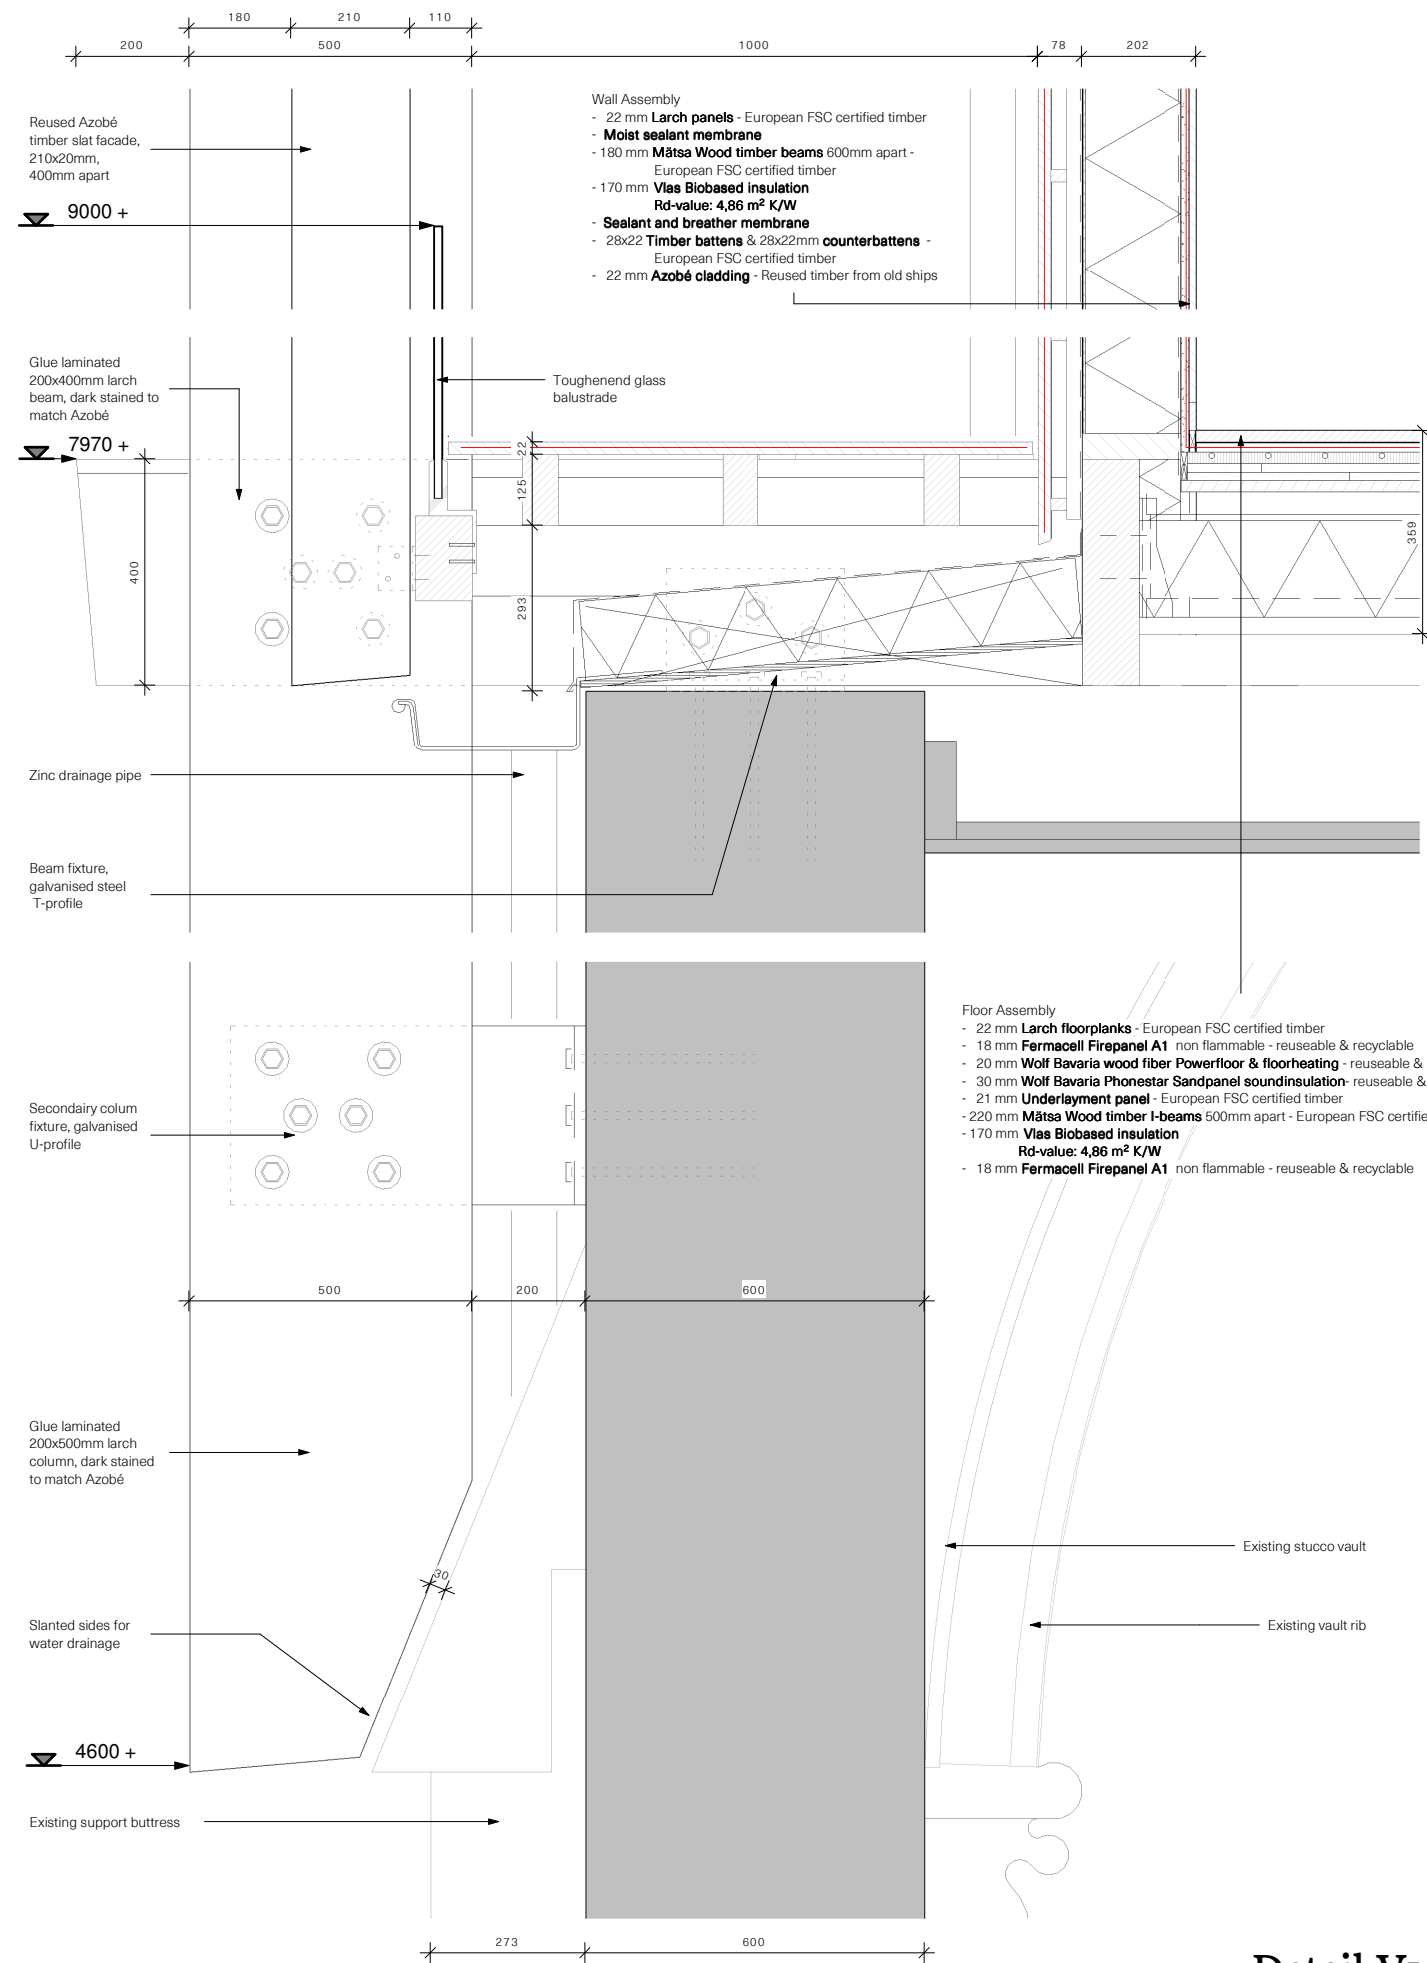 180 210 110
200 500 1000 78 202
Reused Azobé
timber slat facade,
210x20mm,
400mm apart
9000 +
Wall Assembly
- 22 mm Larch panels - European FSC certified timber
- Moist sealant membrane
- 180 mm Mätsa Wood timber beams 600mm apart -
European FSC certified timber
- 170 mm Vlas Biobased insulation
Rd-value: 4,86 m² K/W
- Sealant and breather membrane
- 28x22 Timber battens & 28x22mm counterbattens -
European FSC certified timber
- 22 mm Azobé cladding - Reused timber from old ships
Glue laminated
200x400mm larch
beam, dark stained to
match Azobé
Toughenend glass
balustrade
7970 +
22
125
293
400
359
Zinc drainage pipe
Beam fixture,
galvanised steel
T-profile
Floor Assembly
- 22 mm Larch floorplanks - European FSC certified timber
- 18 mm Fermacell Firepanel A1 non flammable - reuseable & recyclable
- 20 mm Wolf Bavaria wood fiber Powerfloor & floorheating - reuseable &
- 30 mm Wolf Bavaria Phonestar Sandpanel soundinsulation- reuseable &
- 21 mm Underlayment panel - European FSC certified timber
- 220 mm Mätsa Wood timber I-beams 500mm apart - European FSC certifie
- 170 mm Vlas Biobased insulation
Rd-value: 4,86 m² K/W
- 18 mm Fermacell Firepanel A1 non flammable - reuseable & recyclable
Secondairy colum
fixture, galvanised
U-profile
500 200 600
Glue laminated
200x500mm larch
column, dark stained
to match Azobé
30
Existing stucco vault
Slanted sides for
water drainage
Existing vault rib
4600 +
Existing support buttress
273 600
Detail